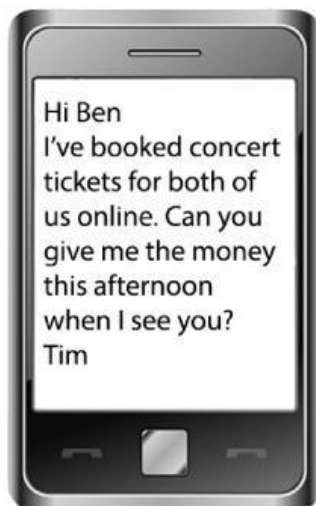 Hi Ben
I've booked concert
tickets for both of
us online. Can you
give me the money
this afternoon
when I see you?
Tim